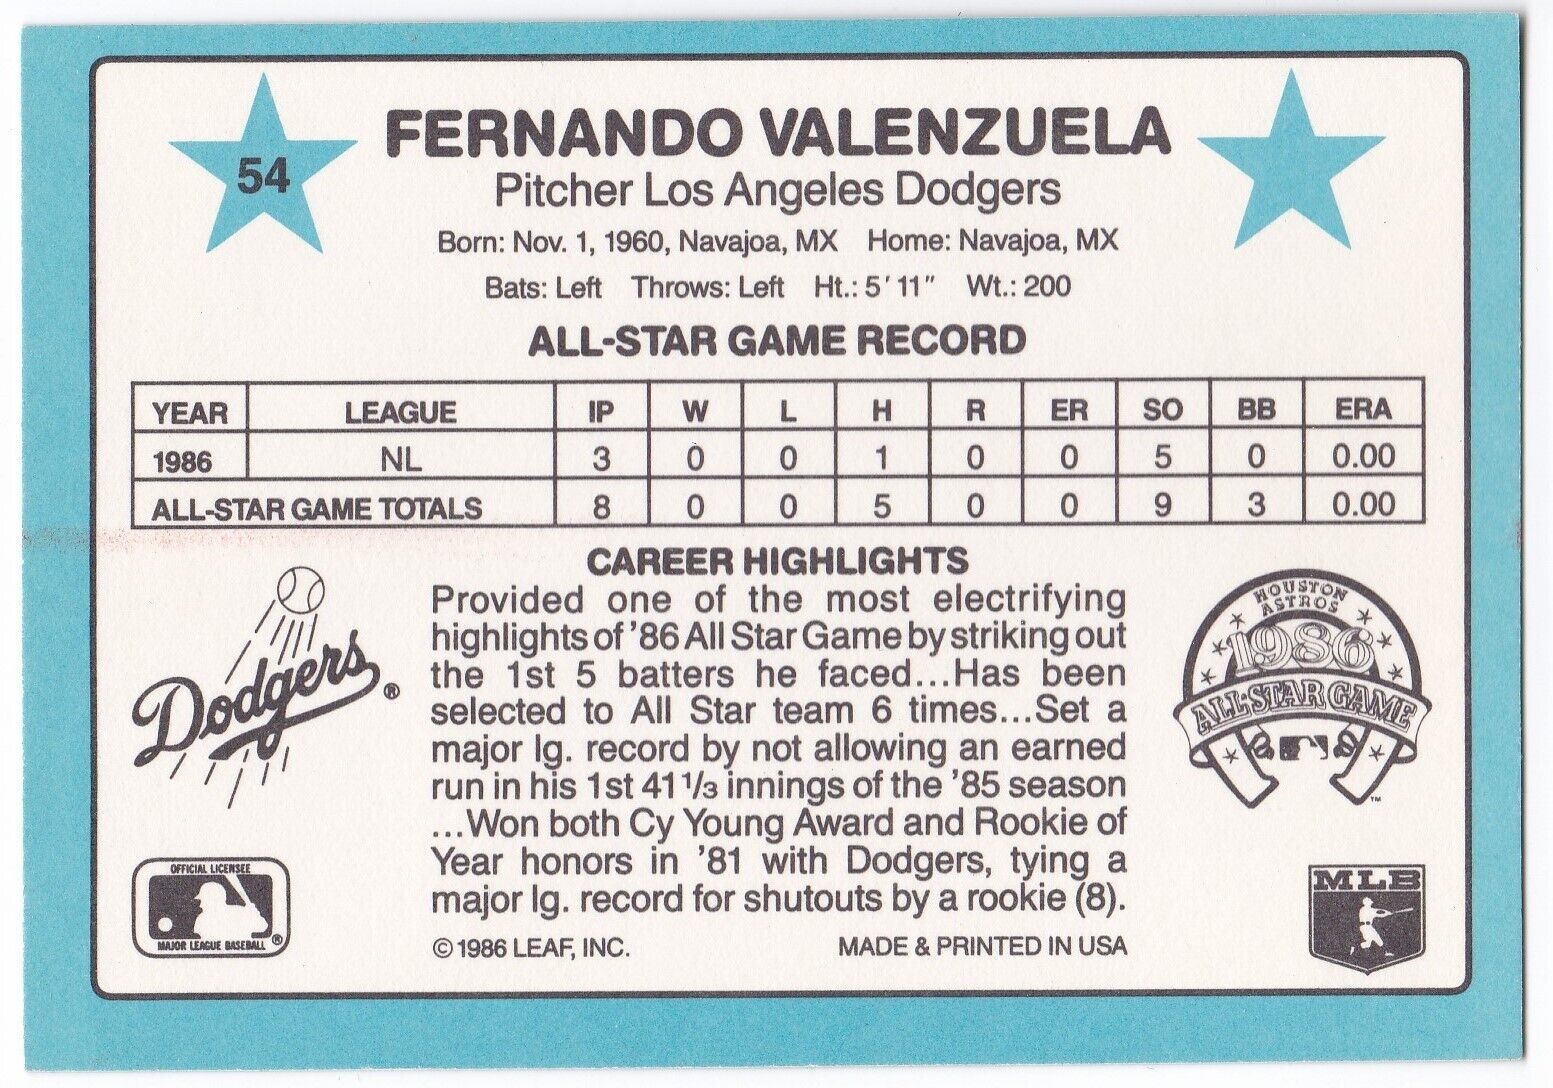 54
FERNANDO VALENZUELA
Pitcher Los Angeles Dodgers
Born: Nov. 1, 1960, Navajoa, MX Home: Navajoa, MX
Bats: Left Throws: Left Ht.: 5' 11" Wt.: 200
ALL-STAR GAME RECORD
YEAR LEAGUE IP W L H R ER SO BB ERA
1986 NL 3 0 0 1 0 0 5 0 0.00
ALL-STAR GAME TOTALS 8 0 0 5 0 0 9 3 0.00
CAREER HIGHLIGHTS
Provided one of the most electrifying
highlights of '86 All Star Game by striking out
the 1st 5 batters he faced...Has been
selected to All Star team 6 times...Set a
major lg. record by not allowing an earned
run in his 1st 41 1/3 innings of the '85 season
...Won both Cy Young Award and Rookie of
Year honors in '81 with Dodgers, tying a
major lg. record for shutouts by a rookie (8).
© 1986 LEAF, INC. MADE & PRINTED IN USA
Dodgers ®
OFFICIAL LICENSEE
MAJOR LEAGUE BASEBALL ®
HOUSTON
ASTROS
1986
ALL-STAR GAME
TM
MLB